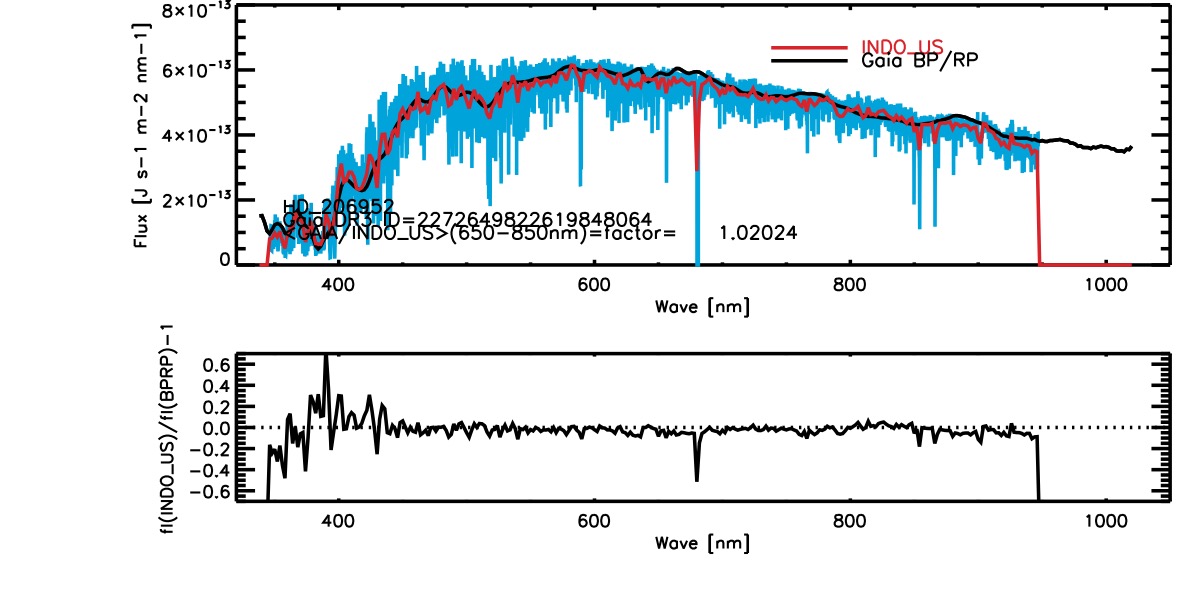 8×10-13
6×10-13
4×10-13
2×10-13
0
Flux [J s-1 m-2 nm-1]
INDO_US
Gaia BP/RP
HD_206952
Gaia DR3 ID=2272649822619848064
<GAIA/INDO_US>(650-850nm)=factor= 1.02024
400 600 800 1000
Wave [nm]
fl(INDO_US)/fl(BPRP)-1
0.6
0.4
0.2
0.0
-0.2
-0.4
-0.6
400 600 800 1000
Wave [nm]